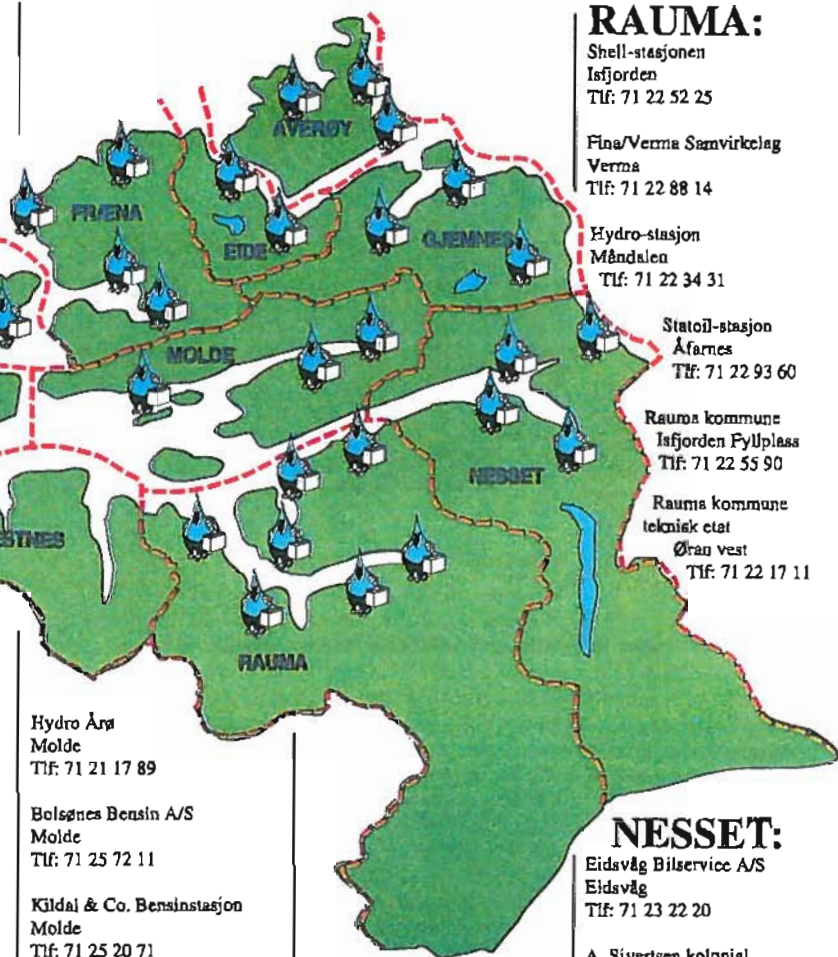 RAUMA:
Shell-stasjonen
Isfjorden
Tlf: 71 22 52 25
Fina/Verma Samvirkelag
Verma
Tlf: 71 22 88 14
Hydro-stasjon
Måndalen
Tlf: 71 22 34 31
Statoil-stasjon
Åfarnes
Tlf: 71 22 93 60
Rauma kommune
Isfjorden Fyllplass
Tlf: 71 22 55 90
Rauma kommune
teknisk etat
Øran vest
Tlf: 71 22 17 11
AVERØY
FRÆNA
EIDE
GJEMNES
MOLDE
NESSET
ESTNES
RAUMA
Hydro Årø
Molde
Tlf: 71 21 17 89
Bolsønes Bensin A/S
Molde
Tlf: 71 25 72 11
Kildal & Co. Bensinstasjon
Molde
Tlf: 71 25 20 71
NESSET:
Eidsvåg Bilservice A/S
Eidsvåg
Tlf: 71 23 22 20
A. Sivertsen kolonial